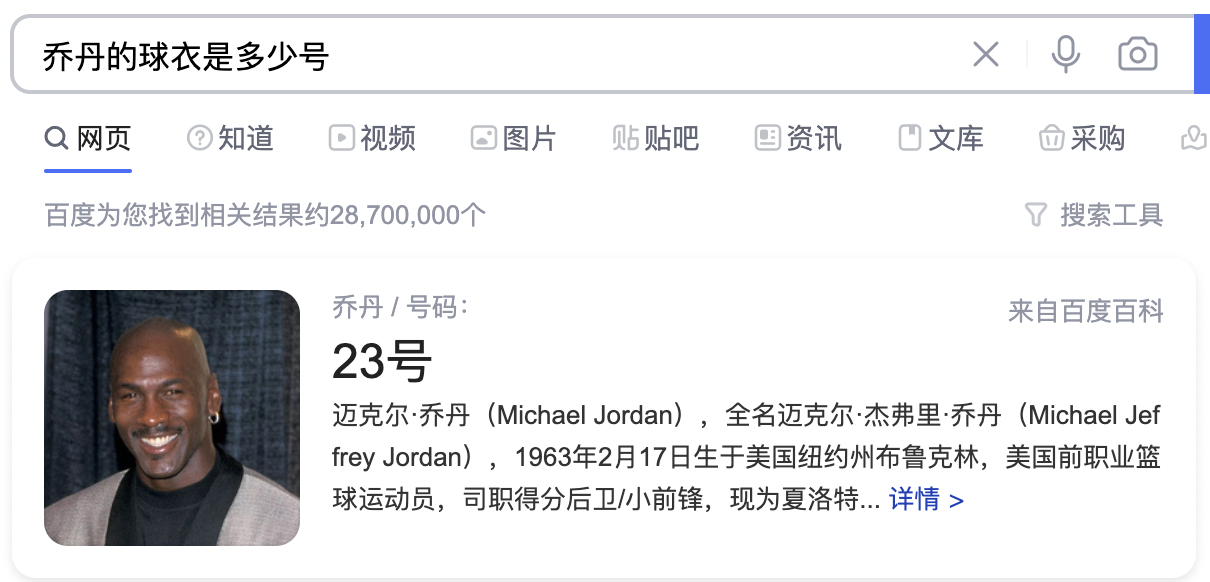 乔丹的球衣是多少号
网页 知道 视频 图片 贴吧 资讯 文库 采购
百度为您找到相关结果约28,700,000个 搜索工具
乔丹 / 号码： 来自百度百科
23号
迈克尔·乔丹（Michael Jordan），全名迈克尔·杰弗里·乔丹（Michael Jef
frey Jordan），1963年2月17日生于美国纽约州布鲁克林，美国前职业篮
球运动员，司职得分后卫/小前锋，现为夏洛特... 详情 >